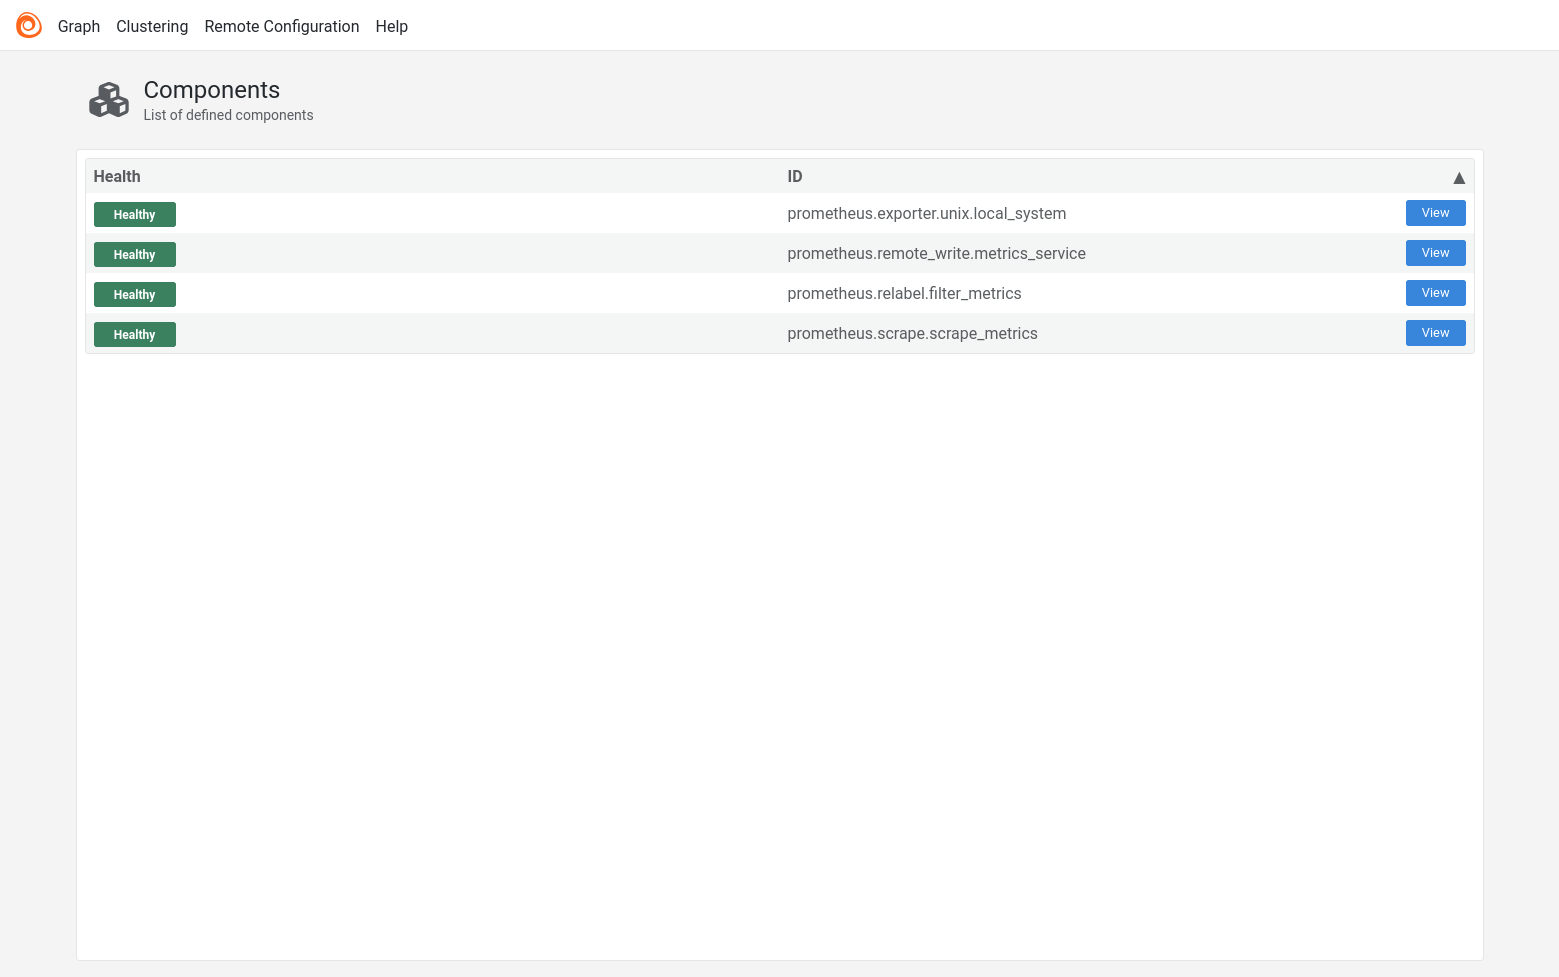 Graph Clustering Remote Configuration Help
Components
List of defined components
Health ID ▲
Healthy prometheus.exporter.unix.local_system View
Healthy prometheus.remote_write.metrics_service View
Healthy prometheus.relabel.filter_metrics View
Healthy prometheus.scrape.scrape_metrics View